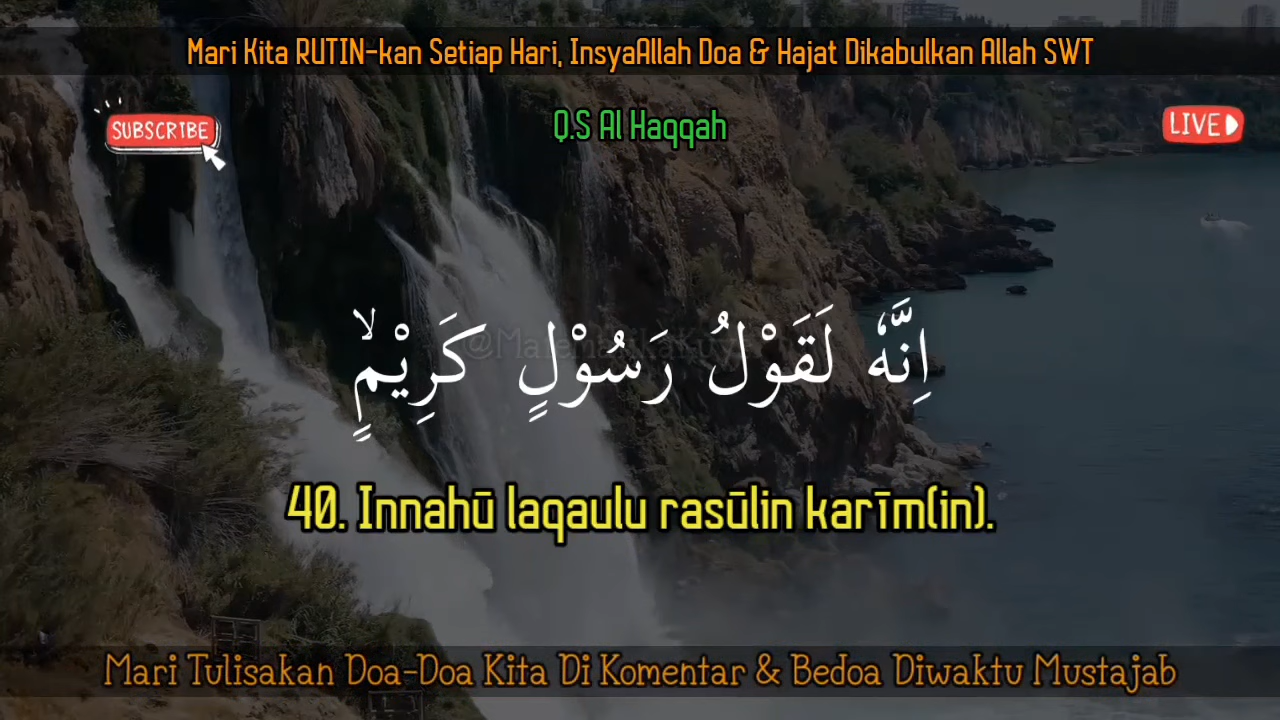 Mari Kita RUTIN-kan Setiap Hari, InsyaAllah Doa & Hajat Dikabulkan Allah SWT
SUBSCRIBE
Q.S Al Haqqah
LIVE
اِنَّهٗ لَقَوْلُ رَسُوْلٍ كَرِيْمٍۙ
40. Innahū laqaulu rasūlin karīm(in).
Mari Tulisakan Doa-Doa Kita Di Komentar & Bedoa Diwaktu Mustajab